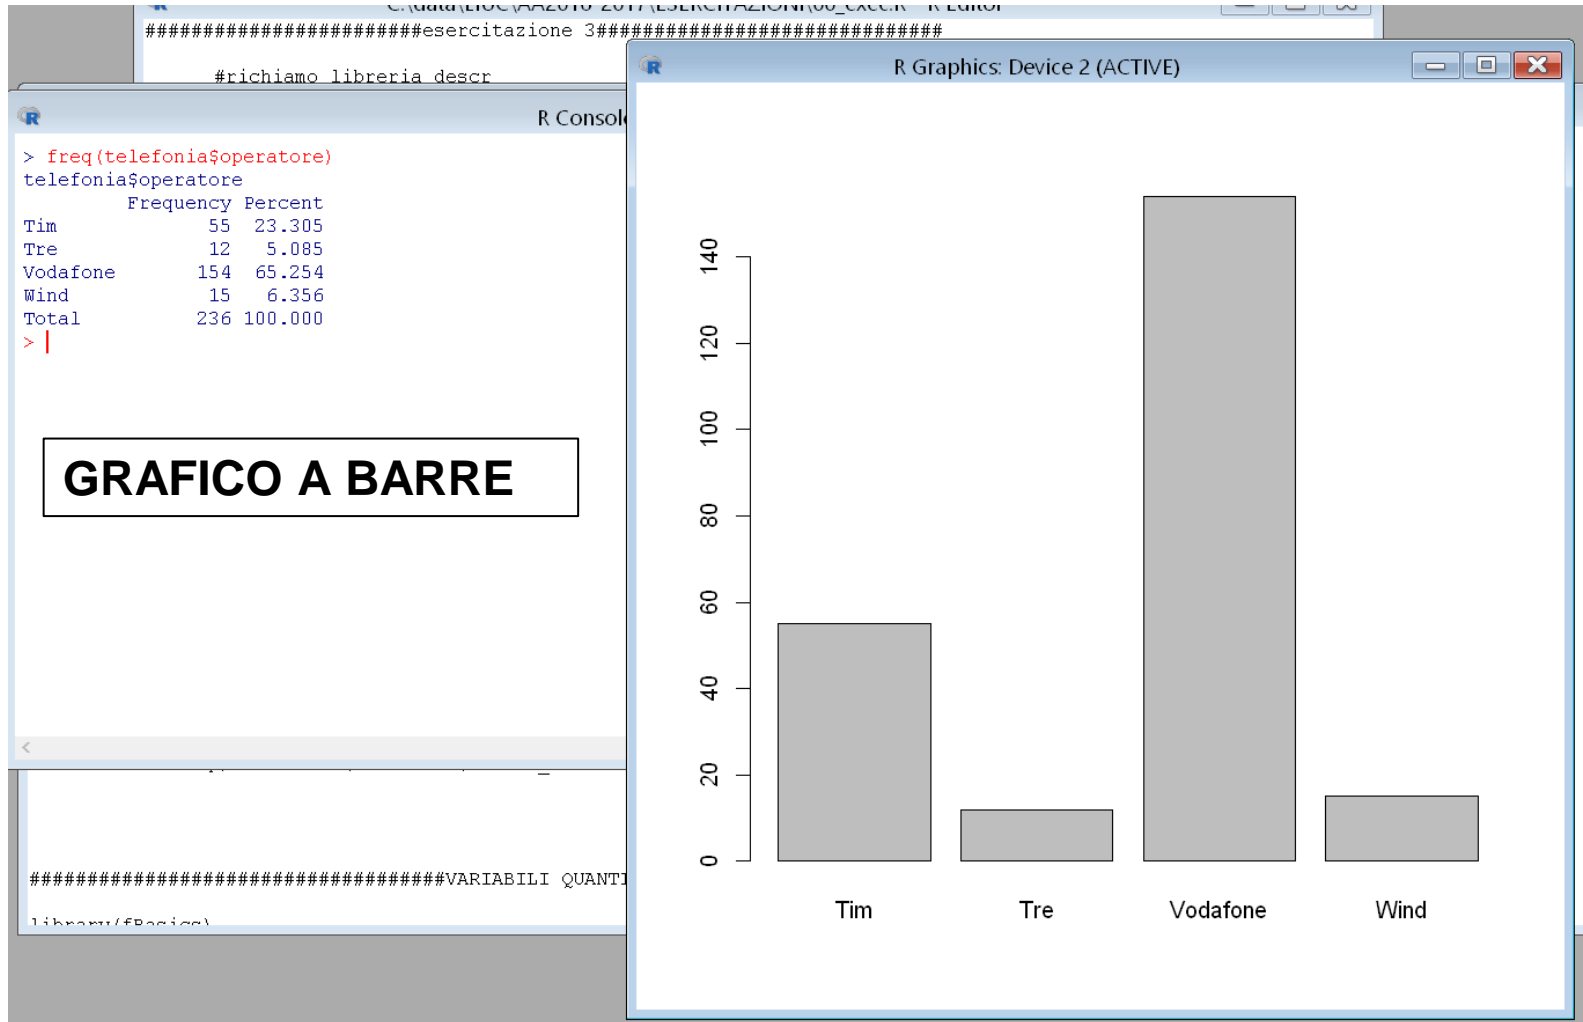 #######################esercitazione 3##############################
#richiamo libreria descr
R Graphics: Device 2 (ACTIVE)
R Consol
> freq(telefonia$operatore)
telefonia$operatore
Frequency Percent
Tim 55 23.305
Tre 12 5.085
Vodafone 154 65.254
Wind 15 6.356
Total 236 100.000
>
GRAFICO A BARRE
####################################VARIABILI QUANTI
library(fBasics)
140
120
100
80
60
40
20
0
Tim Tre Vodafone Wind